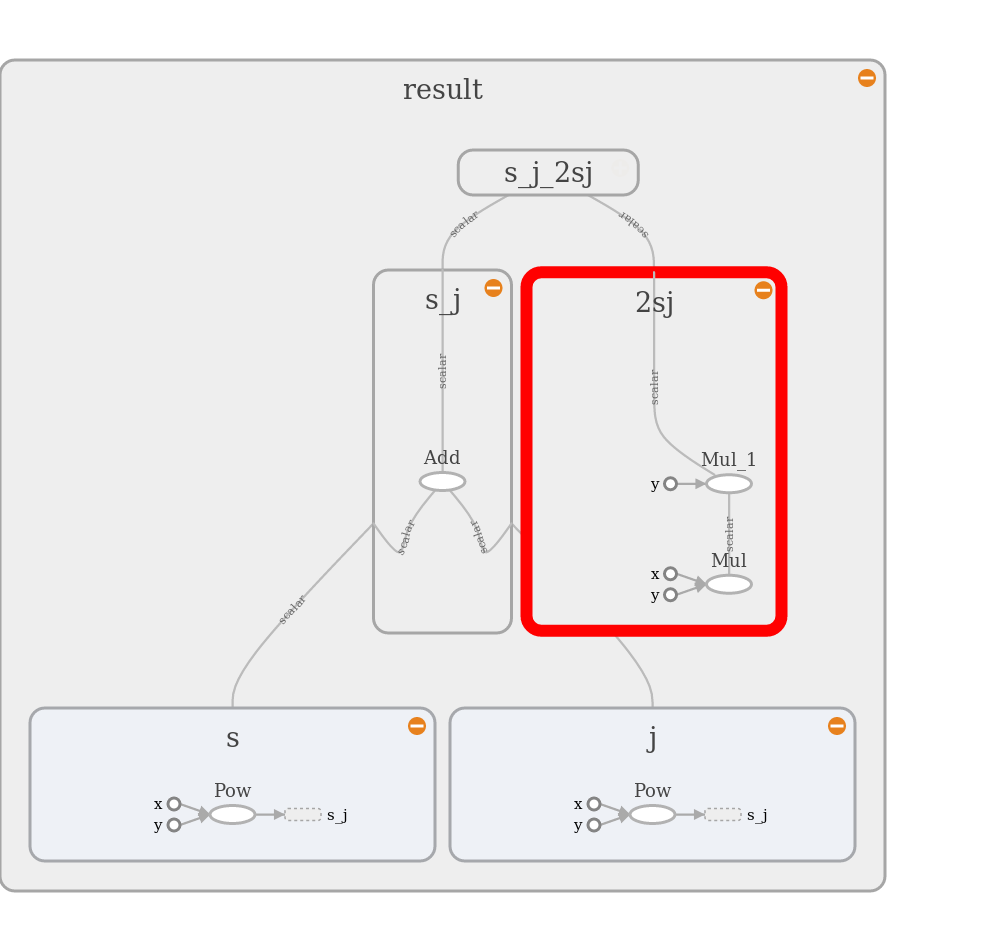 result
s_j_2sj
scalar
scalar
s_j
2sj
scalar
scalar
Add
Mul_1
y
scalar
scalar
scalar
Mul
x
y
scalar
s
j
Pow
x
y
s_j
Pow
x
y
s_j